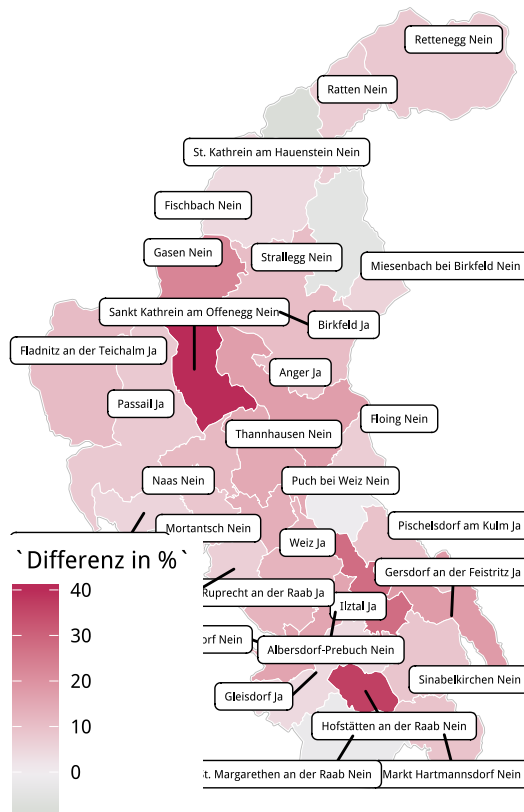 Rettenegg Nein
Ratten Nein
St. Kathrein am Hauenstein Nein
Fischbach Nein
Gasen Nein
Strallegg Nein
Miesenbach bei Birkfeld Nein
Sankt Kathrein am Offenegg Nein
Birkfeld Ja
Fladnitz an der Teichalm Ja
Anger Ja
Passail Ja
Floing Nein
Thannhausen Nein
Naas Nein
Puch bei Weiz Nein
Mortantsch Nein
Pischelsdorf am Kulm Ja
Weiz Ja
`Differenz in %`
Gersdorf an der Feistritz Ja
40
Ruprecht an der Raab Ja
Ilztal Ja
30
orf Nein
Albersdorf-Prebuch Nein
20
Sinabelkirchen Nein
Gleisdorf Ja
10
Hofstätten an der Raab Nein
0
St. Margarethen an der Raab Nein
Markt Hartmannsdorf Nein